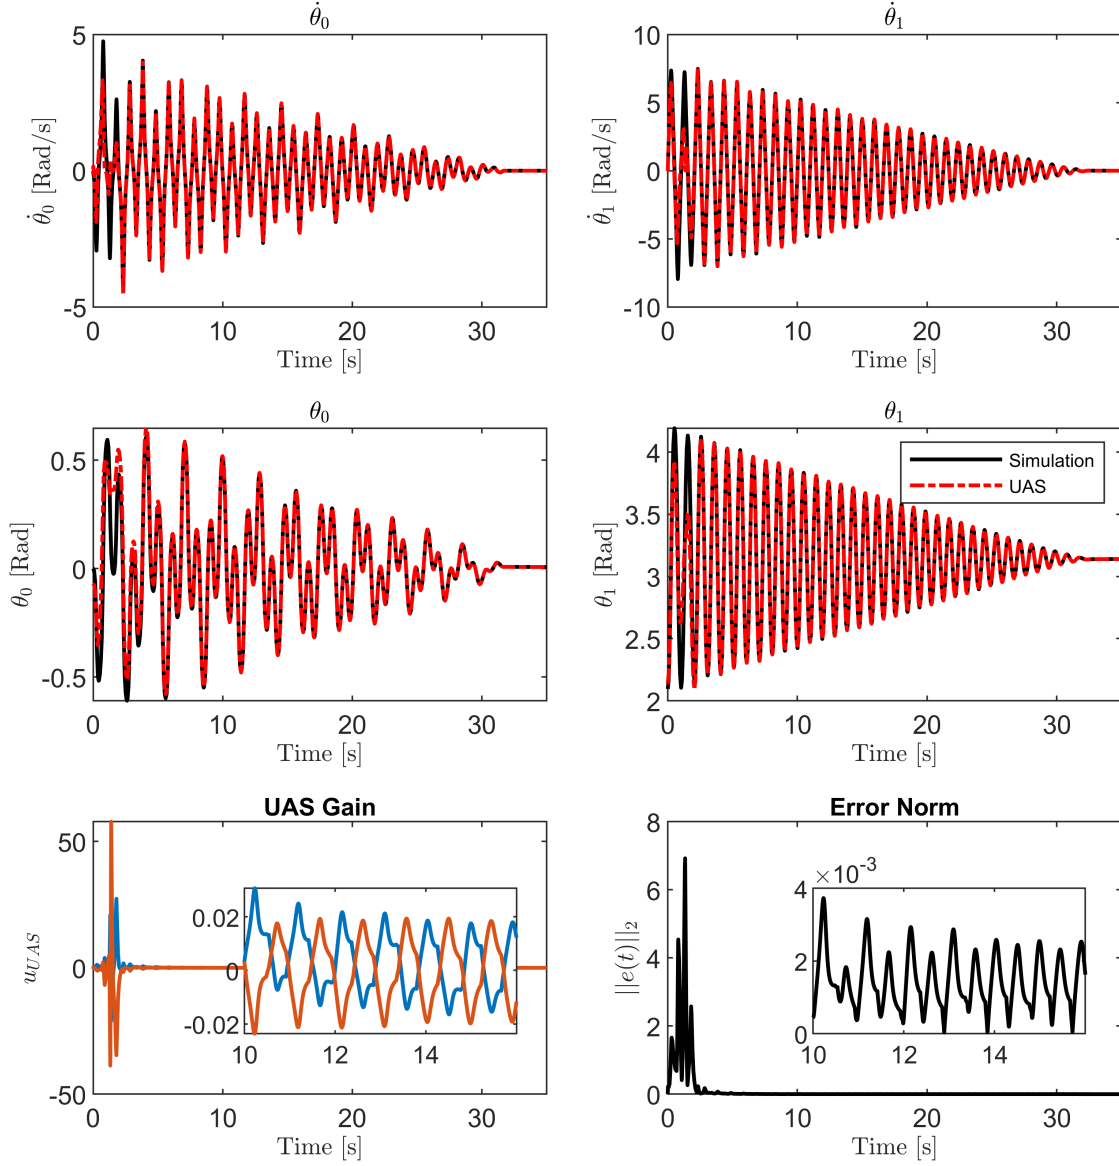 θ̇₀ θ̇₁
5 10
0 5
-5 0
-5
-10
θ̇₀ [Rad/s] θ̇₁ [Rad/s]
0 10 20 30 0 10 20 30
Time [s] Time [s]
θ₀ θ₁
0.5 4
0 3.5
-0.5 3
2.5
2
θ₀ [Rad] θ₁ [Rad]
Simulation
UAS
0 10 20 30 0 10 20 30
Time [s] Time [s]
UAS Gain Error Norm
50 8
0 6
-50 4
2
0
u_{UAS} ||e(t)||₂
0.02 ×10⁻³
0 4
-0.02 2
0
10 12 14 10 12 14
0 10 20 30 0 10 20 30
Time [s] Time [s]